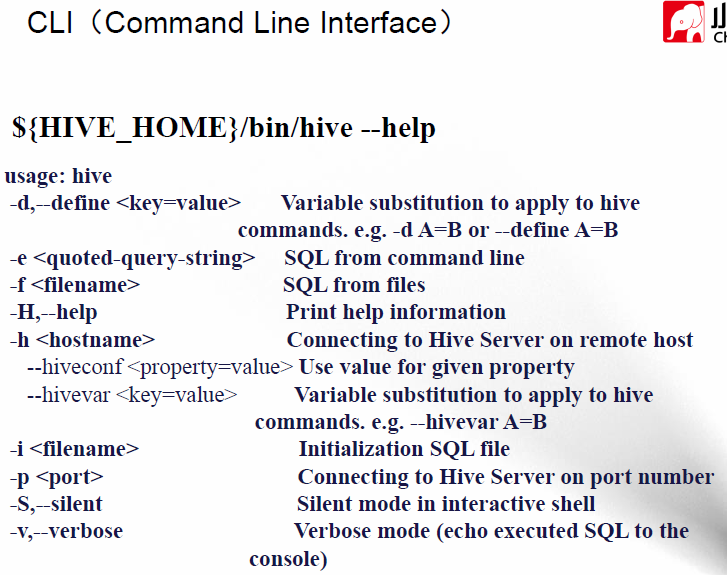 CLI（Command Line Interface）
${HIVE_HOME}/bin/hive --help
usage: hive
-d,--define <key=value> Variable substitution to apply to hive
commands. e.g. -d A=B or --define A=B
-e <quoted-query-string> SQL from command line
-f <filename> SQL from files
-H,--help Print help information
-h <hostname> Connecting to Hive Server on remote host
--hiveconf <property=value> Use value for given property
--hivevar <key=value> Variable substitution to apply to hive
commands. e.g. --hivevar A=B
-i <filename> Initialization SQL file
-p <port> Connecting to Hive Server on port number
-S,--silent Silent mode in interactive shell
-v,--verbose Verbose mode (echo executed SQL to the
console)